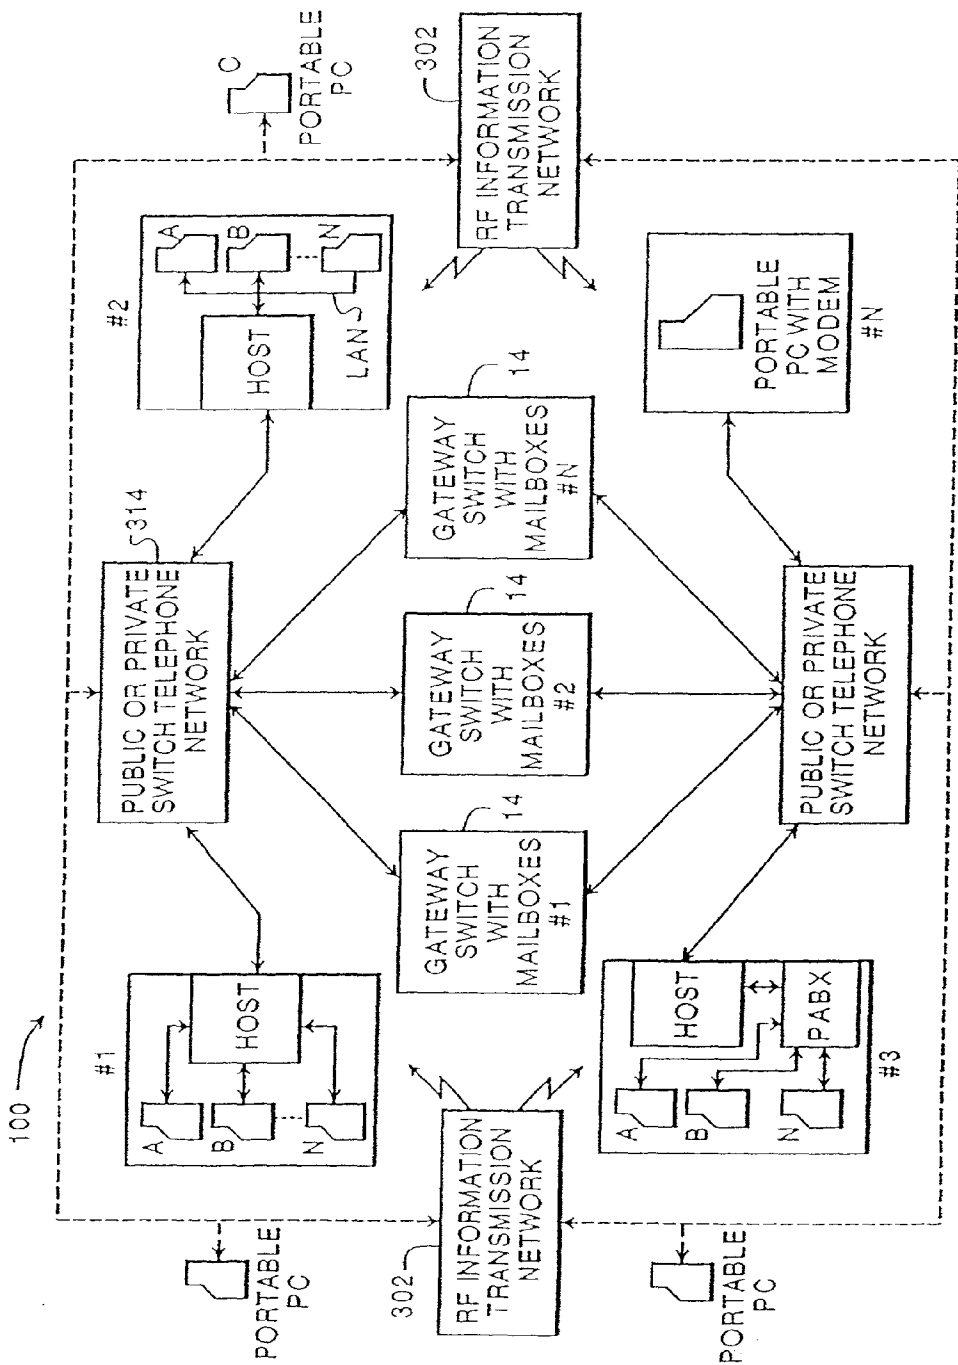 100
PORTABLE
PC
302
RF INFORMATION
TRANSMISSION
NETWORK
PORTABLE
PC
#1
A
B
N
HOST
#3
A
B
N
HOST
PABX
PUBLIC OR PRIVATE
SWITCH TELEPHONE
NETWORK
314
GATEWAY
SWITCH
WITH
MAILBOXES
#1
14
GATEWAY
SWITCH
WITH
MAILBOXES
#2
14
GATEWAY
SWITCH
WITH
MAILBOXES
#N
14
PUBLIC OR PRIVATE
SWITCH TELEPHONE
NETWORK
#2
HOST
A
B
N
LAN
PORTABLE
PC WITH
MODEM
#N
C
PORTABLE
PC
302
RF INFORMATION
TRANSMISSION
NETWORK